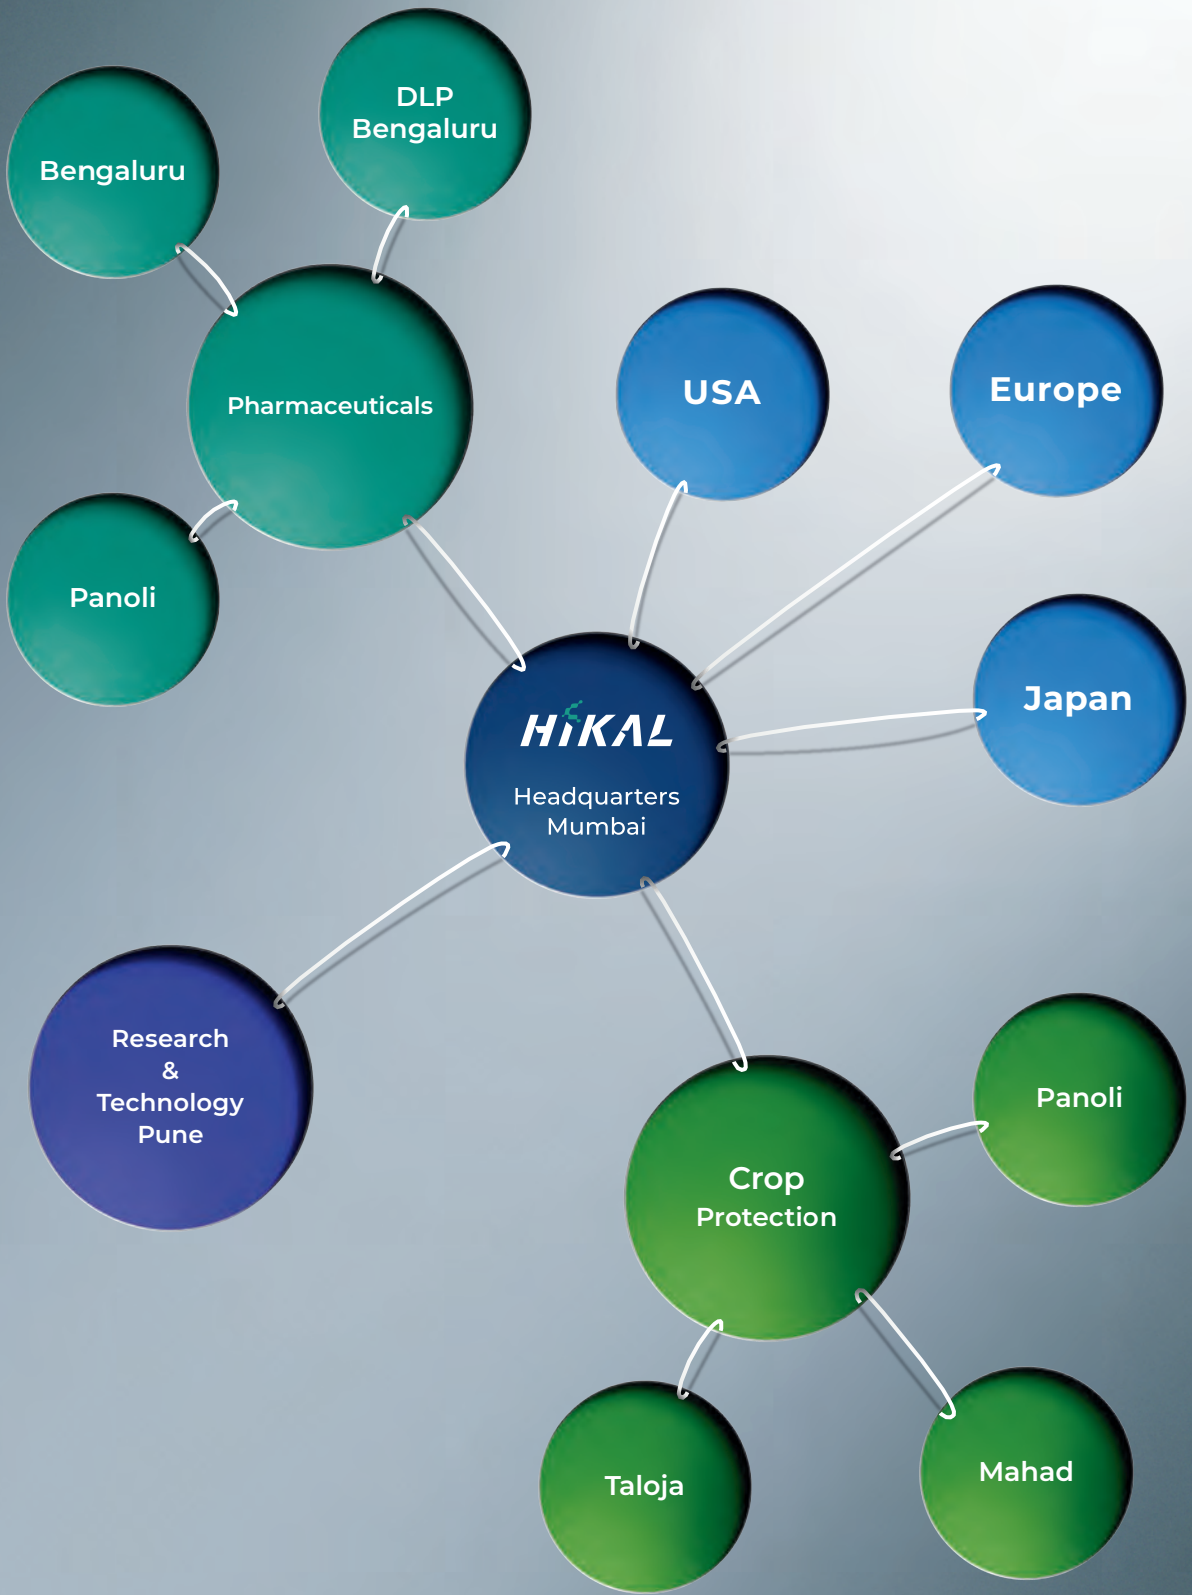 DLP
Bengaluru
Bengaluru
Pharmaceuticals
USA
Europe
Panoli
Japan
HIKAL
Headquarters
Mumbai
Research
&
Technology
Pune
Panoli
Crop
Protection
Taloja
Mahad